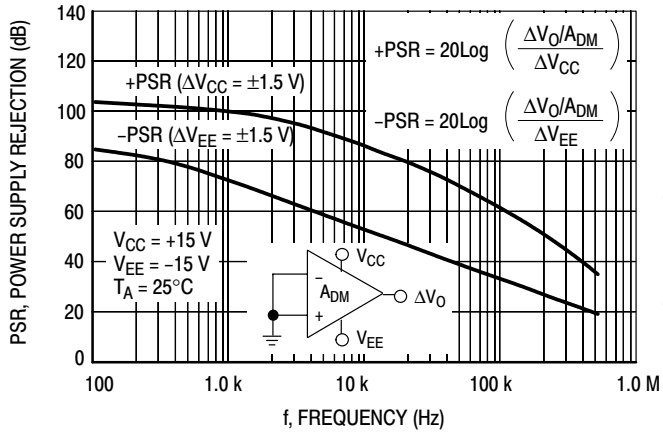 PSR, POWER SUPPLY REJECTION (dB)
140
120
100
80
60
40
20
0
+PSR = 20Log (ΔVO/ADM / ΔVCC)
+PSR (ΔVCC = ±1.5 V)
–PSR = 20Log (ΔVO/ADM / ΔVEE)
–PSR (ΔVEE = ±1.5 V)
VCC = +15 V
VEE = –15 V
TA = 25°C
VCC
–
ADM
+
ΔVO
VEE
100 1.0 k 10 k 100 k 1.0 M
f, FREQUENCY (Hz)